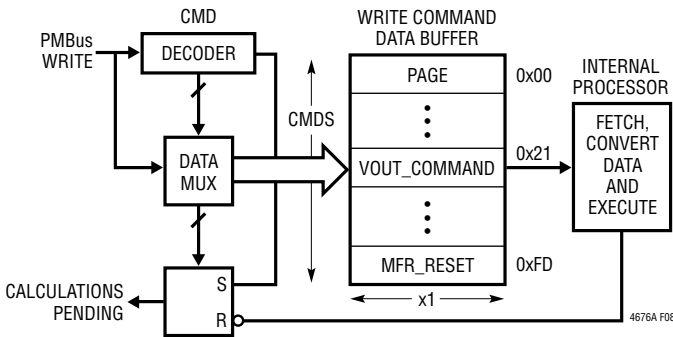 CMD
PMBus
WRITE
DECODER
CMDS
DATA
MUX
S
R
CALCULATIONS
PENDING
WRITE COMMAND
DATA BUFFER
PAGE
0x00
VOUT_COMMAND
0x21
MFR_RESET
0xFD
x1
INTERNAL
PROCESSOR
FETCH,
CONVERT
DATA
AND
EXECUTE
4676A F08